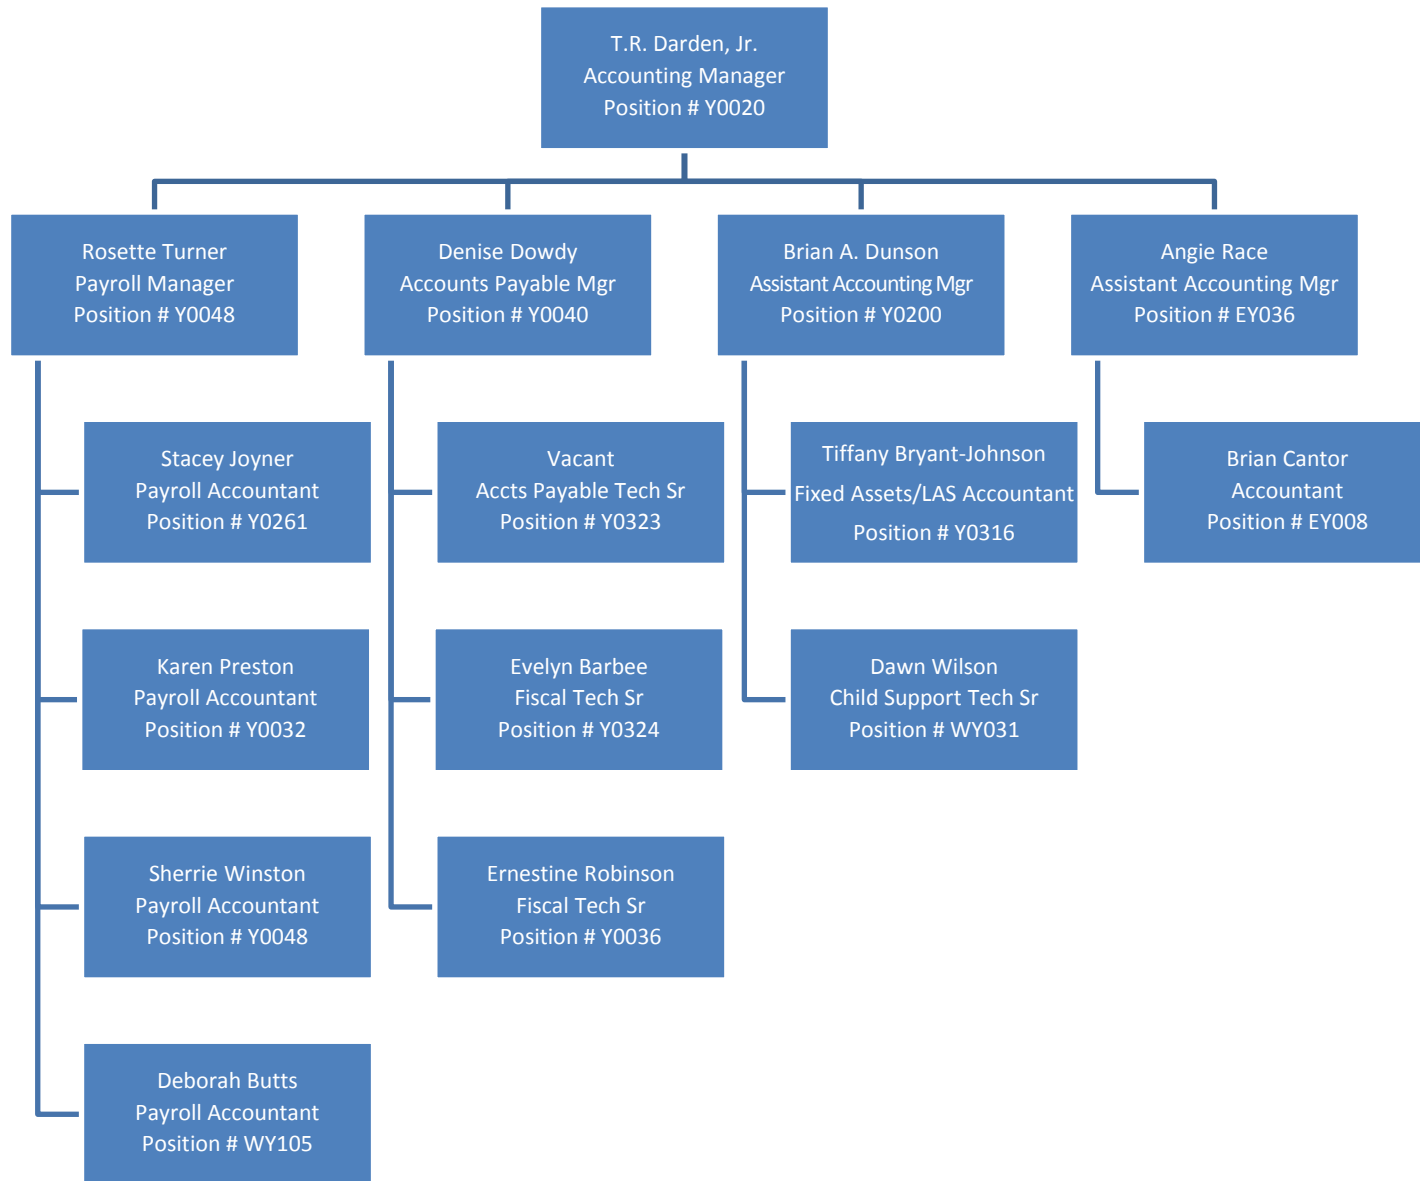 T.R. Darden, Jr.
Accounting Manager
Position # Y0020
Rosette Turner
Payroll Manager
Position # Y0048
Denise Dowdy
Accounts Payable Mgr
Position # Y0040
Brian A. Dunson
Assistant Accounting Mgr
Position # Y0200
Angie Race
Assistant Accounting Mgr
Position # EY036
Stacey Joyner
Payroll Accountant
Position # Y0261
Vacant
Accts Payable Tech Sr
Position # Y0323
Tiffany Bryant-Johnson
Fixed Assets/LAS Accountant
Position # Y0316
Brian Cantor
Accountant
Position # EY008
Karen Preston
Payroll Accountant
Position # Y0032
Evelyn Barbee
Fiscal Tech Sr
Position # Y0324
Dawn Wilson
Child Support Tech Sr
Position # WY031
Sherrie Winston
Payroll Accountant
Position # Y0048
Ernestine Robinson
Fiscal Tech Sr
Position # Y0036
Deborah Butts
Payroll Accountant
Position # WY105